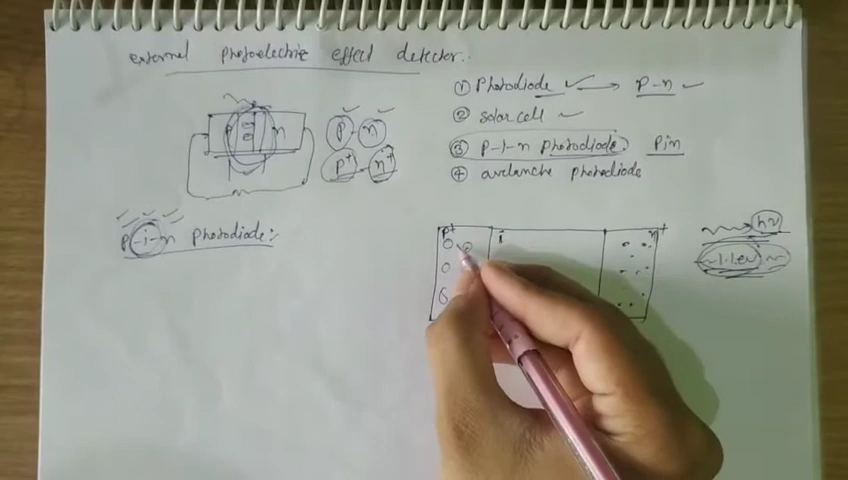 external photoelectric effect detector.
① Photodiode ✓ → p-n ✓
② solar cell
③ p-i-n photodiode. Pin
④ avalanche photodiode
n
p - n
p+ - n+
p-i-n photodiode:
p+ i n+
hν
~1.1 eV